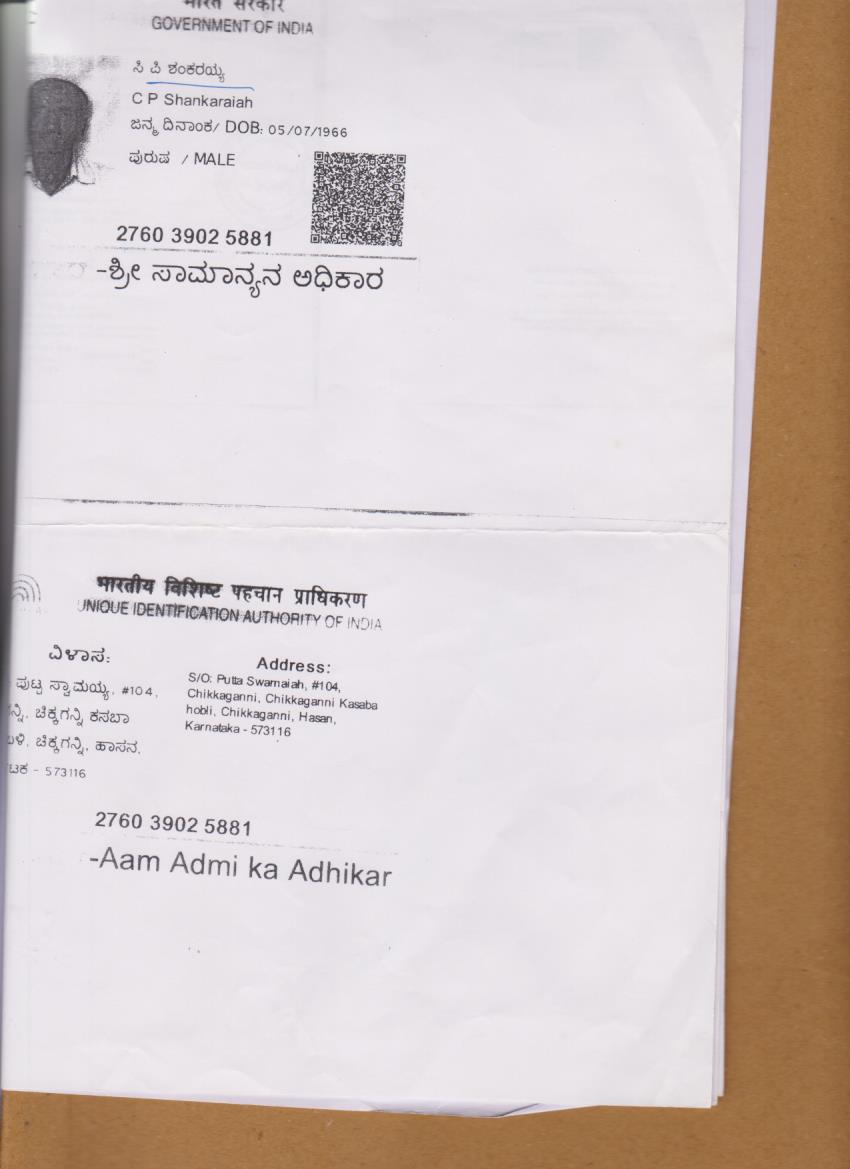 भारत सरकार
GOVERNMENT OF INDIA
ಸಿ ಪಿ ಶಂಕರಯ್ಯ
C P Shankaraiah
ಜನ್ಮ ದಿನಾಂಕ/ DOB: 05/07/1966
ಪುರುಷ / MALE
2760 3902 5881
-ಶ್ರೀ ಸಾಮಾನ್ಯನ ಅಧಿಕಾರ
भारतीय विशिष्ट पहचान प्राधिकरण
UNIQUE IDENTIFICATION AUTHORITY OF INDIA
ವಿಳಾಸ:
ಪುಟ್ಟ ಸ್ವಾಮಯ್ಯ, #104,
ಚಿಕ್ಕಗನ್ನಿ ಕಸಬಾ
ಚಿಕ್ಕಗನ್ನಿ, ಹಾಸನ,
- 573116
Address:
S/O: Putta Swamaiah, #104,
Chikkaganni, Chikkaganni Kasaba
hobli, Chikkaganni, Hasan,
Karnataka - 573116
2760 3902 5881
-Aam Admi ka Adhikar